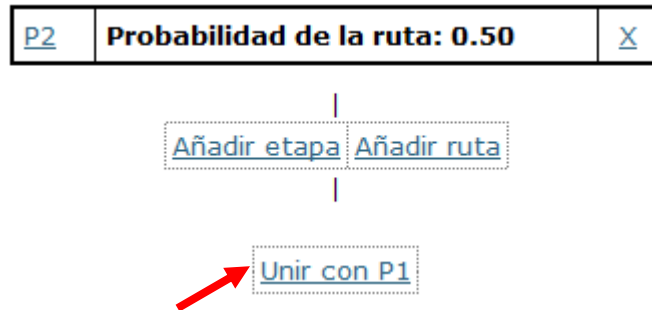 P2 Probabilidad de la ruta: 0.50 X
Añadir etapa Añadir ruta
Unir con P1